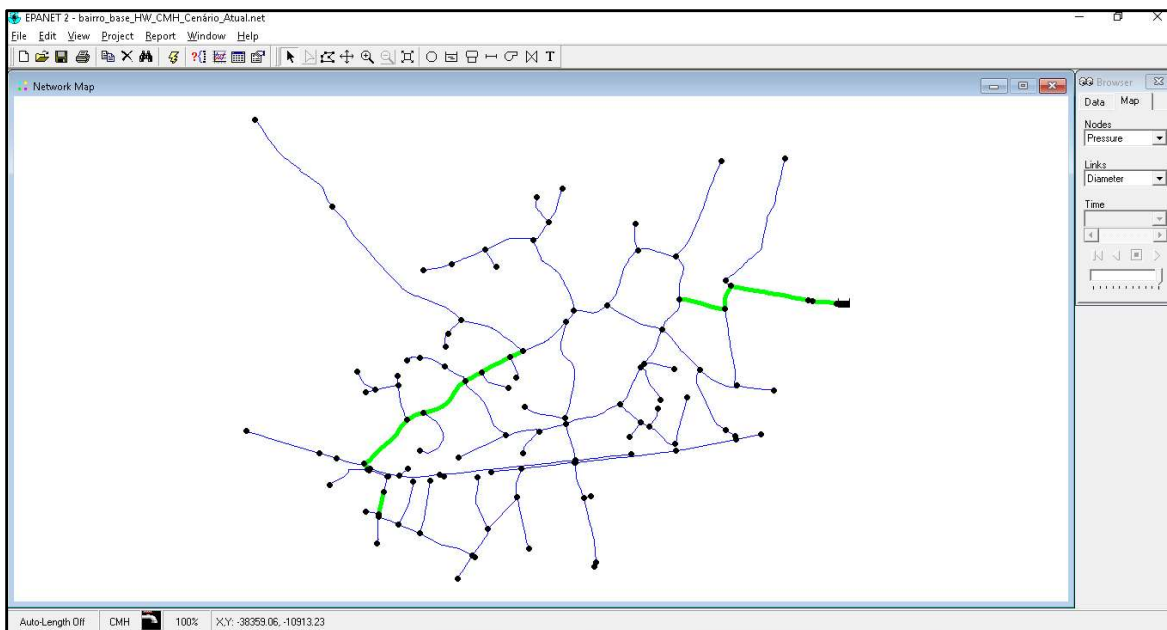 EPANET 2 - bairro_base_HW_CMH_Cenário_Atual.net
File Edit View Project Report Window Help
T
Network Map
Browser
Data Map
Nodes
Pressure
Links
Diameter
Time
Auto-Length Off CMH 100% X,Y: -38359.06, -10913.23